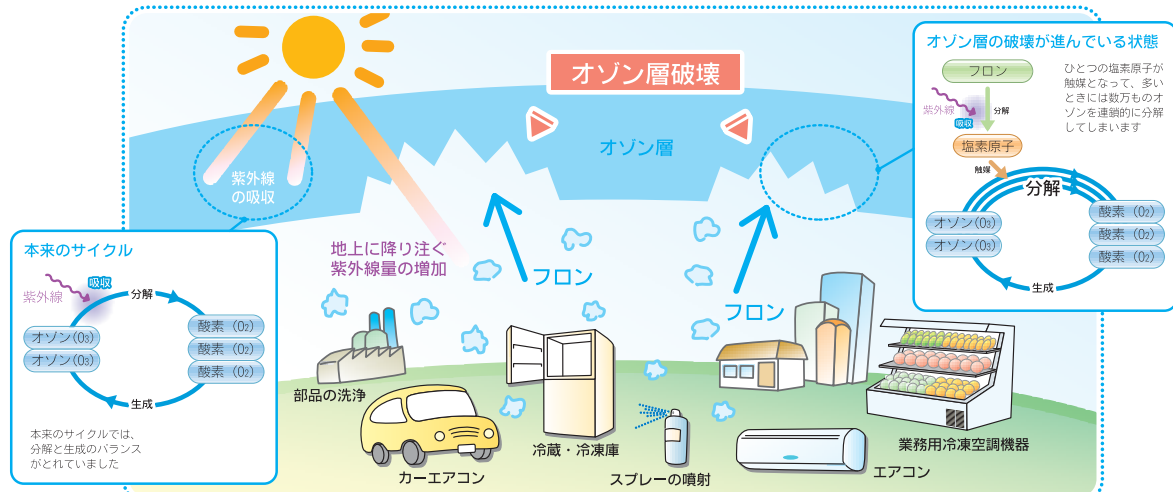 オゾン層破壊
オゾン層
紫外線
の吸収
地上に降り注ぐ
紫外線量の増加
フロン
フロン
部品の洗浄
カーエアコン
冷蔵・冷凍庫
スプレーの噴射
エアコン
業務用冷凍空調機器
本来のサイクル
吸収
紫外線
分解
オゾン(O₃)
オゾン(O₃)
酸素 (O₂)
酸素 (O₂)
酸素 (O₂)
生成
本来のサイクルでは、
分解と生成のバランス
がとれていました
オゾン層の破壊が進んでいる状態
フロン
紫外線
吸収
分解
塩素原子
触媒
ひとつの塩素原子が
触媒となって、多い
ときには数万ものオ
ゾンを連鎖的に分解
してしまいます
分解
オゾン(O₃)
オゾン(O₃)
酸素 (O₂)
酸素 (O₂)
酸素 (O₂)
生成